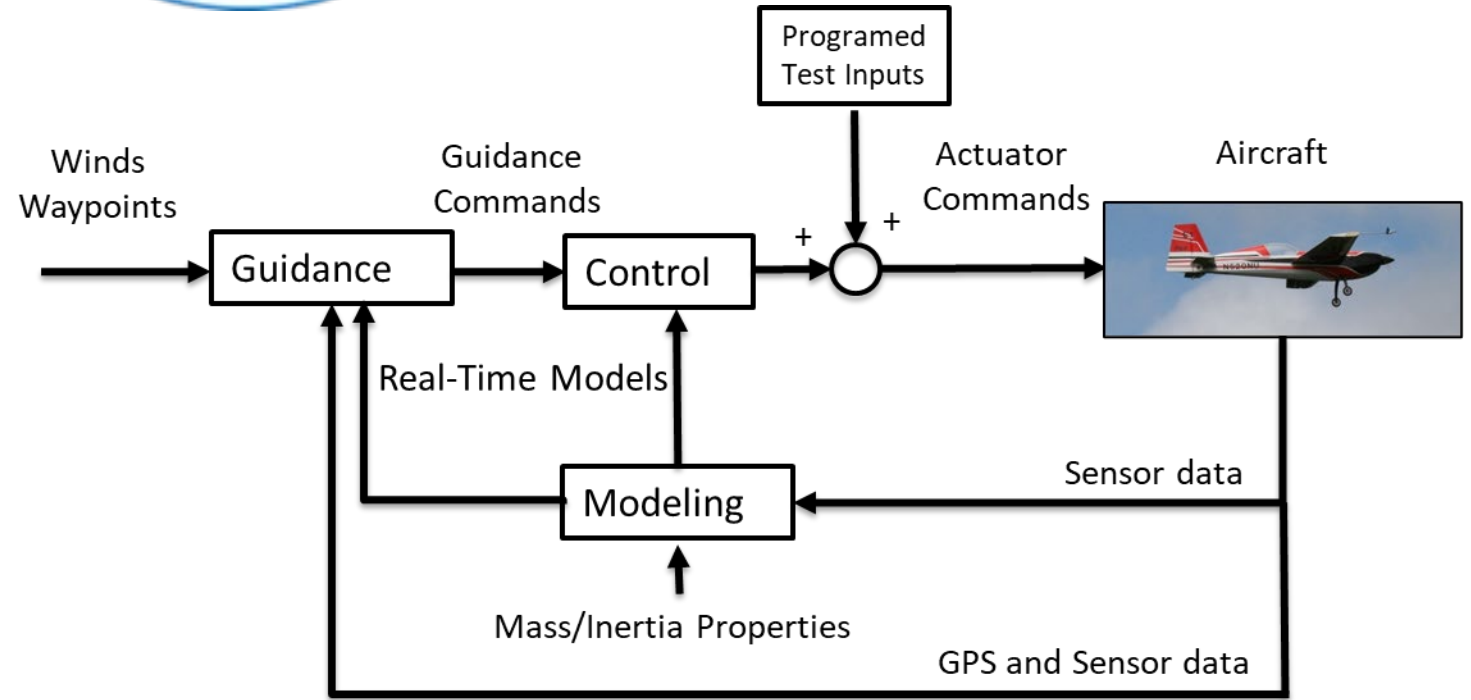 Programed
Test Inputs
Winds
Waypoints
Guidance
Commands
Actuator
Commands
Aircraft
+
+
Guidance
Control
N580NU
Real-Time Models
Sensor data
Modeling
Mass/Inertia Properties
GPS and Sensor data